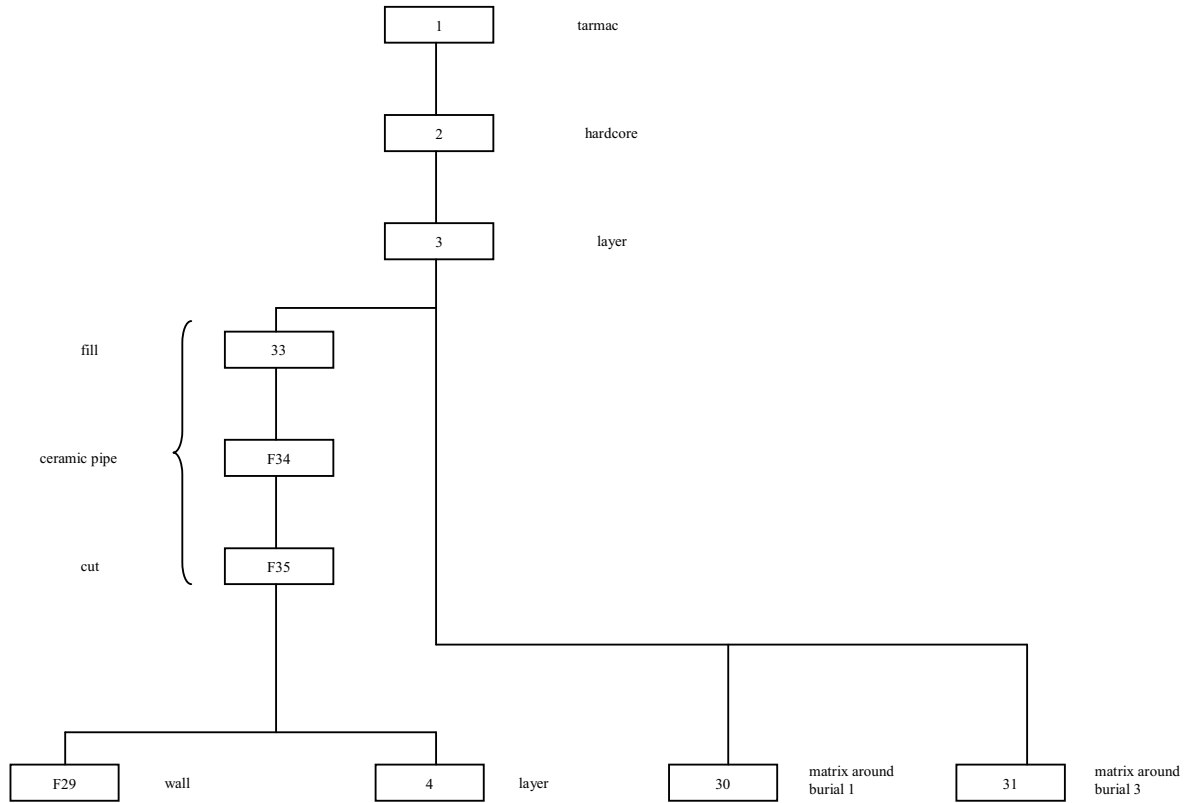 1 tarmac
2 hardcore
3 layer
fill 33
ceramic pipe F34
cut F35
F29 wall 4 layer 30 matrix around burial 1 31 matrix around burial 3